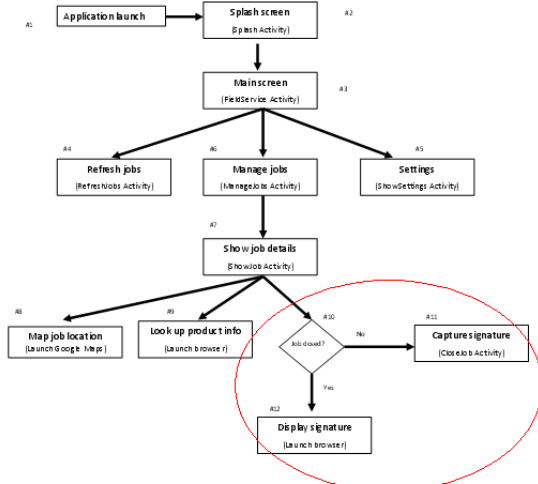 #1
Application launch
Splash screen
(Splash Activity)
#2
Main screen
(FieldService Activity)
#3
#4
Refresh jobs
(RefreshJobs Activity)
#6
Manage jobs
(ManageJobs Activity)
#5
Settings
(ShowSettings Activity)
#7
Show job details
(ShowJob Activity)
#8
Map job location
(Launch Google Maps)
#9
Look up product info
(Launch browser)
#10
Job closed?
No
Yes
#11
Capture signature
(CloseJob Activity)
#12
Display signature
(Launch browser)